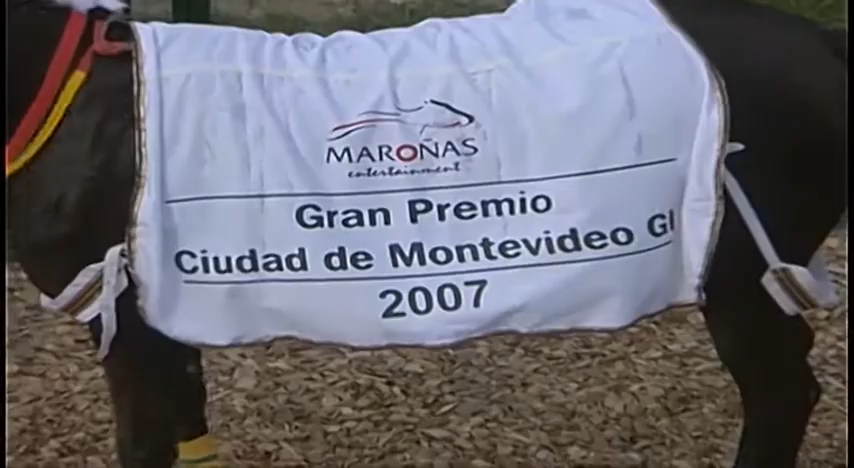 MAROÑAS
entertainment
Gran Premio
Ciudad de Montevideo GI
2007